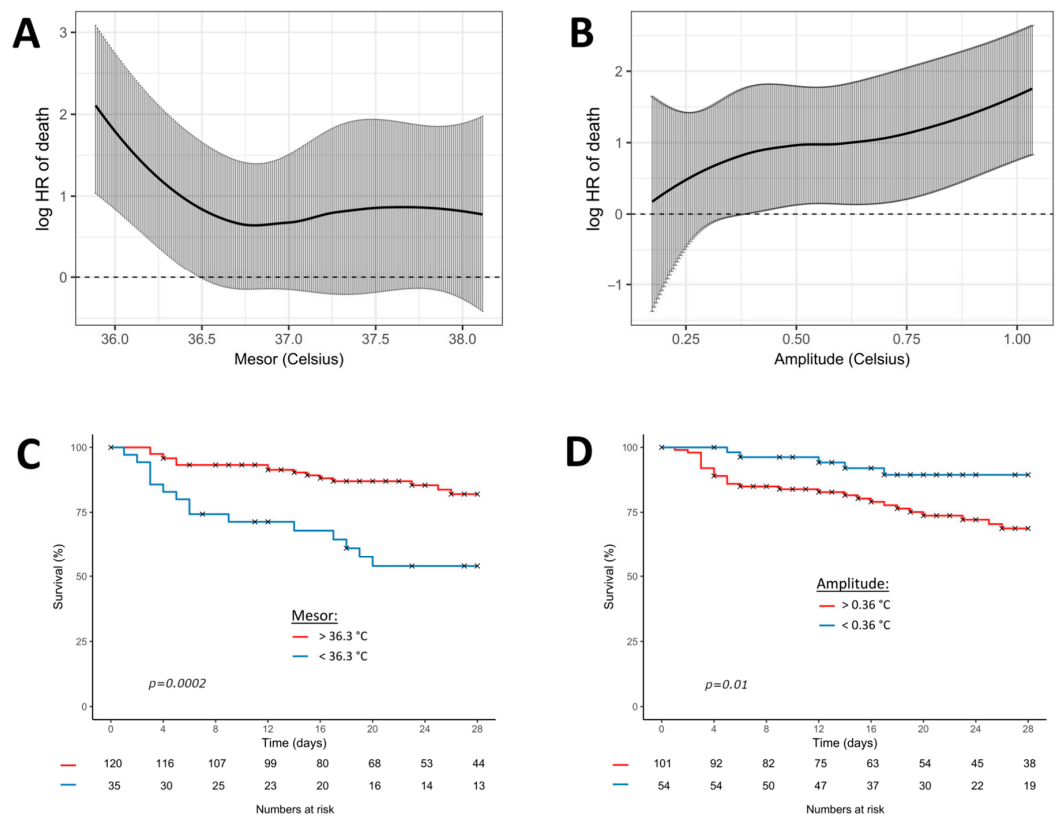 A
3
2
1
0
log HR of death
36.0 36.5 37.0 37.5 38.0
Mesor (Celsius)
B
2
1
0
−1
log HR of death
0.25 0.50 0.75 1.00
Amplitude (Celsius)
C
100
75
50
25
0
Survival (%)
Mesor:
> 36.3 °C
< 36.3 °C
p=0.0002
0 4 8 12 16 20 24 28
Time (days)
120 116 107 99 80 68 53 44
35 30 25 23 20 16 14 13
Numbers at risk
D
100
75
50
25
0
Survival (%)
Amplitude:
> 0.36 °C
< 0.36 °C
p=0.01
0 4 8 12 16 20 24 28
Time (days)
101 92 82 75 63 54 45 38
54 54 50 47 37 30 22 19
Numbers at risk